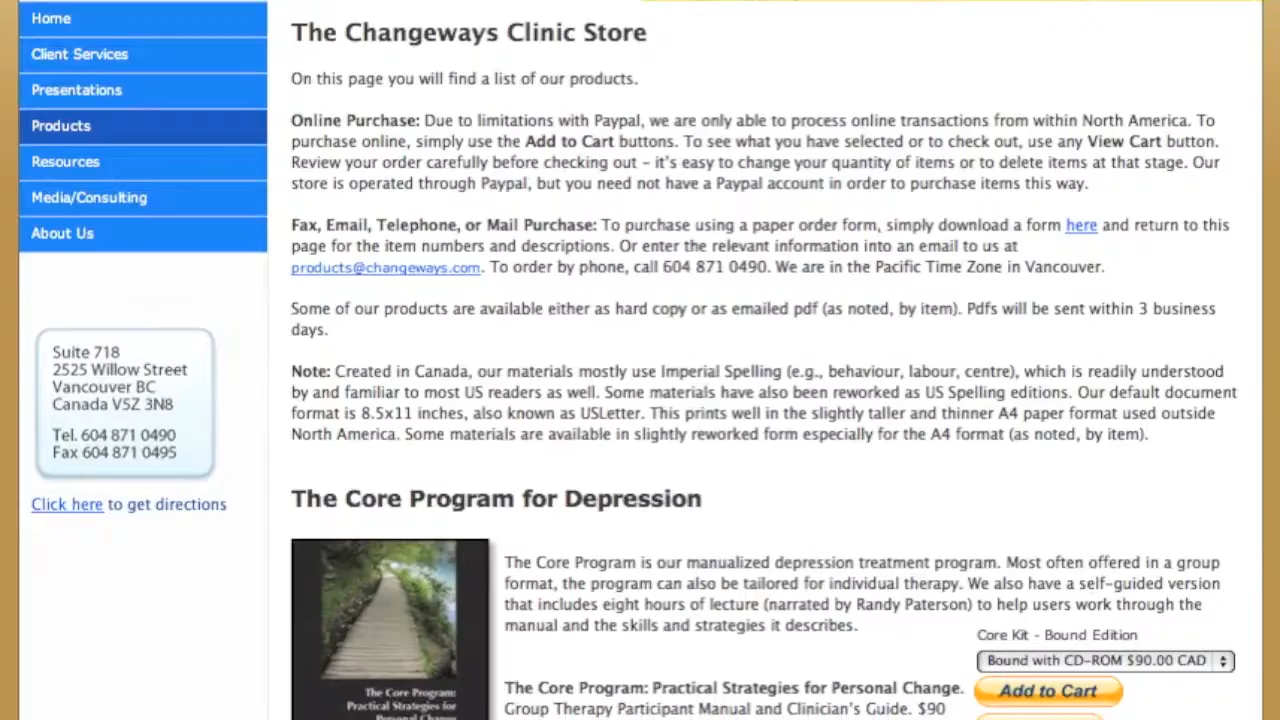 Home
Client Services
Presentations
Products
Resources
Media/Consulting
About Us
Suite 718
2525 Willow Street
Vancouver BC
Canada V5Z 3N8
Tel. 604 871 0490
Fax 604 871 0495
Click here to get directions
The Changeways Clinic Store
On this page you will find a list of our products.
Online Purchase: Due to limitations with Paypal, we are only able to process online transactions from within North America. To
purchase online, simply use the Add to Cart buttons. To see what you have selected or to check out, use any View Cart button.
Review your order carefully before checking out – it's easy to change your quantity of items or to delete items at that stage. Our
store is operated through Paypal, but you need not have a Paypal account in order to purchase items this way.
Fax, Email, Telephone, or Mail Purchase: To purchase using a paper order form, simply download a form here and return to this
page for the item numbers and descriptions. Or enter the relevant information into an email to us at
products@changeways.com. To order by phone, call 604 871 0490. We are in the Pacific Time Zone in Vancouver.
Some of our products are available either as hard copy or as emailed pdf (as noted, by item). Pdfs will be sent within 3 business
days.
Note: Created in Canada, our materials mostly use Imperial Spelling (e.g., behaviour, labour, centre), which is readily understood
by and familiar to most US readers as well. Some materials have also been reworked as US Spelling editions. Our default document
format is 8.5x11 inches, also known as USLetter. This prints well in the slightly taller and thinner A4 paper format used outside
North America. Some materials are available in slightly reworked form especially for the A4 format (as noted, by item).
The Core Program for Depression
The Core Program:
Practical Strategies for
Personal Change
The Core Program is our manualized depression treatment program. Most often offered in a group
format, the program can also be tailored for individual therapy. We also have a self-guided version
that includes eight hours of lecture (narrated by Randy Paterson) to help users work through the
manual and the skills and strategies it describes.
Core Kit - Bound Edition
Bound with CD-ROM $90.00 CAD
Add to Cart
The Core Program: Practical Strategies for Personal Change.
Group Therapy Participant Manual and Clinician's Guide. $90